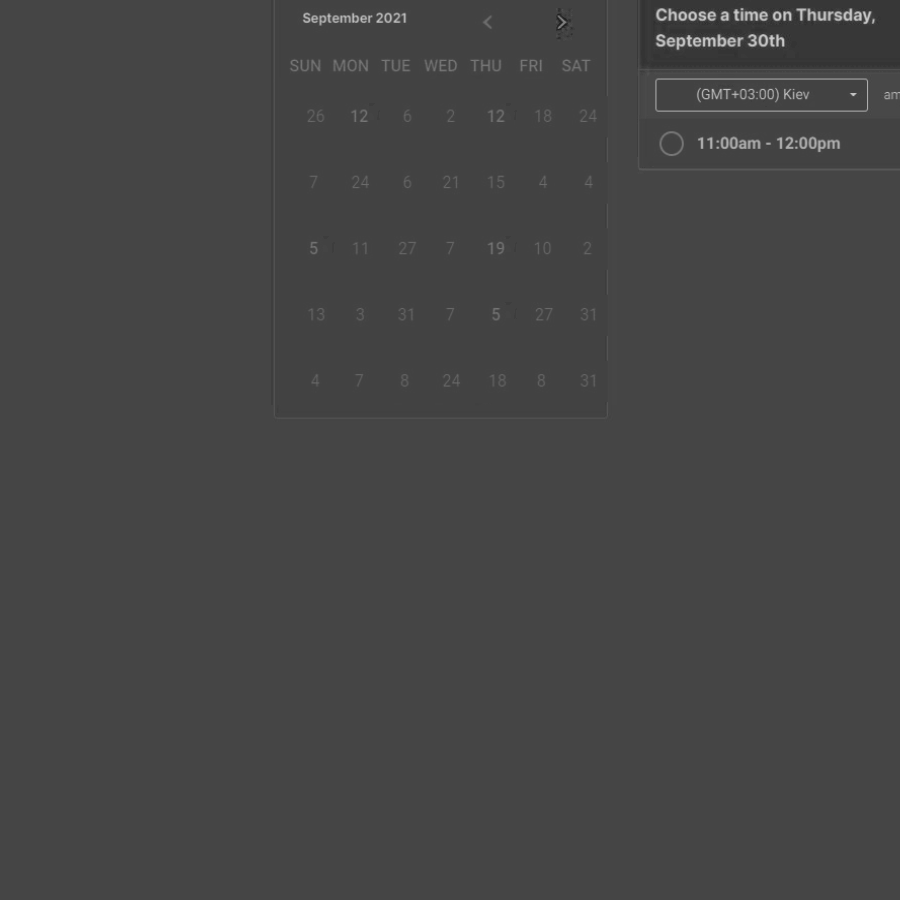 September 2021
SUN MON TUE WED THU FRI SAT
26 12 6 2 12 18 24
7 24 6 21 15 4 4
5 11 27 7 19 10 2
13 3 31 7 5 27 31
4 7 8 24 18 8 31
Choose a time on Thursday,
September 30th
(GMT+03:00) Kiev am
11:00am - 12:00pm